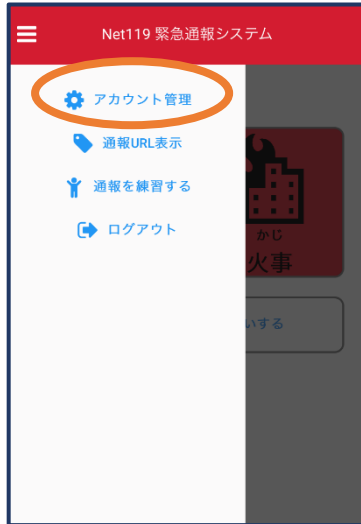 Net119 緊急通報システム
アカウント管理
通報URL表示
通報を練習する
ログアウト
かじ
火事
いする